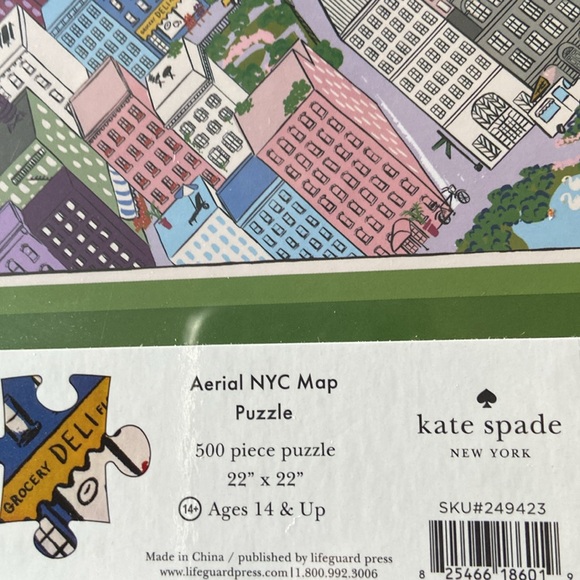 DELI
Aerial NYC Map
Puzzle
500 piece puzzle
22” x 22”
14+ Ages 14 & Up
Made in China / published by lifeguard press
www.lifeguardpress.com | 1.800.992.3006
GROCERY DELI
kate spade
NEW YORK
SKU#249423
8 25466 18601 9